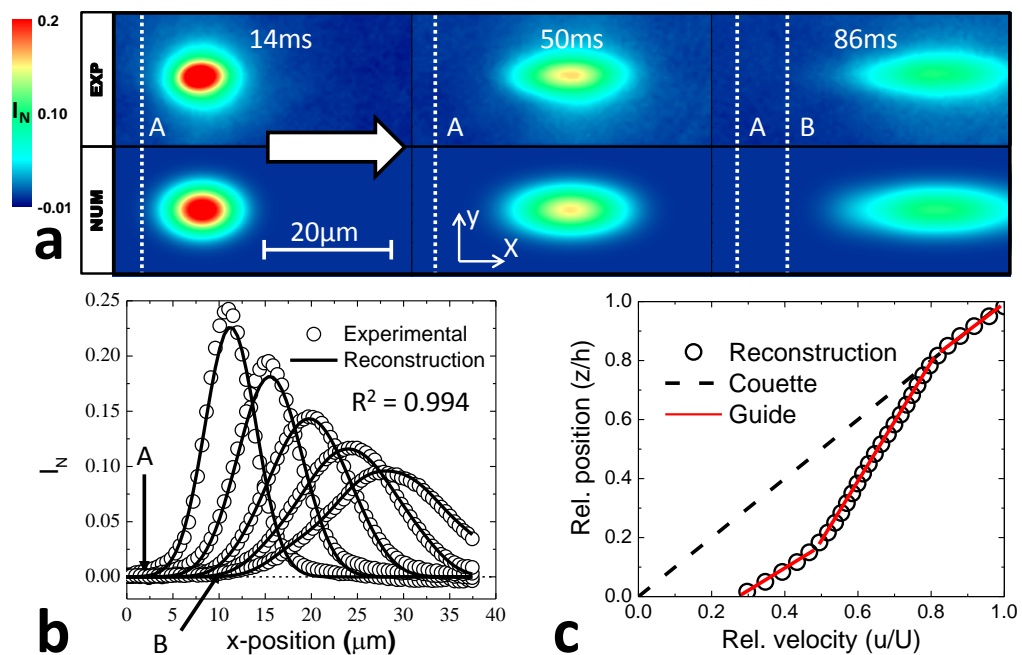 0.2
0.10
-0.01
I_N
EXP
NUM
14ms
50ms
86ms
A
A
A
B
20µm
y
X
a
0.25
0.20
0.15
0.10
0.05
0.00
I_N
Experimental
Reconstruction
R² = 0.994
A
B
0 5 10 15 20 25 30 35 40
x-position (µm)
b
1.0
0.8
0.6
0.4
0.2
0.0
Rel. position (z/h)
Reconstruction
Couette
Guide
0.0 0.2 0.4 0.6 0.8 1.0
Rel. velocity (u/U)
c